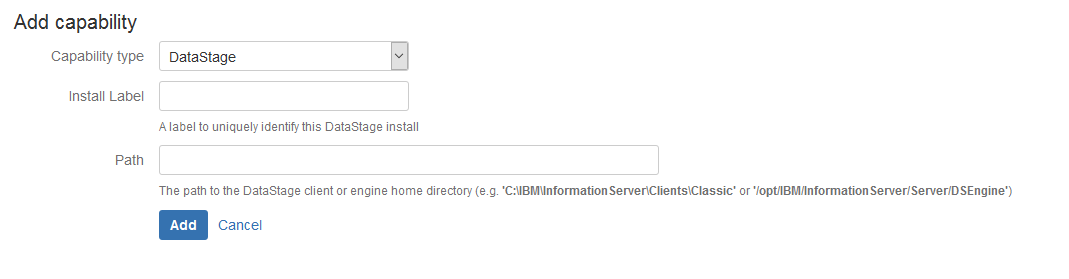 Add capability
Capability type DataStage
Install Label
A label to uniquely identify this DataStage install
Path
The path to the DataStage client or engine home directory (e.g. 'C:\IBM\InformationServer\Clients\Classic' or '/opt/IBM/InformationServer/Server/DSEngine')
Add Cancel